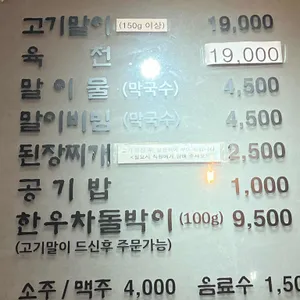 고기말이 (150g 이상) 19,000
육전 19,000
말이울 (막국수) 4,500
말이비빔 (막국수) 4,500
된장찌개 2,500
공기밥 1,000
한우차돌박이 (100g) 9,500
(고기말이 드신후 주문가능)
소주 / 맥주 4,000 음료수 1,5